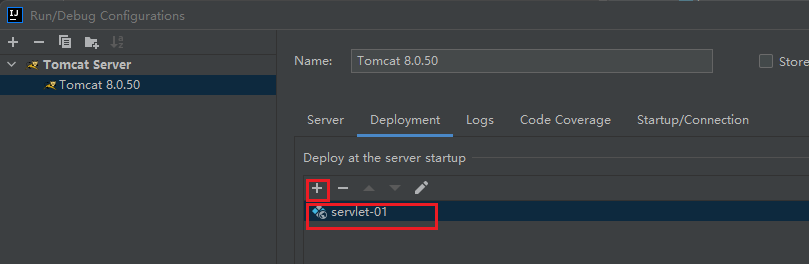 IJ Run/Debug Configurations
Tomcat Server
Tomcat 8.0.50
Name: Tomcat 8.0.50 Store
Server Deployment Logs Code Coverage Startup/Connection
Deploy at the server startup
servlet-01